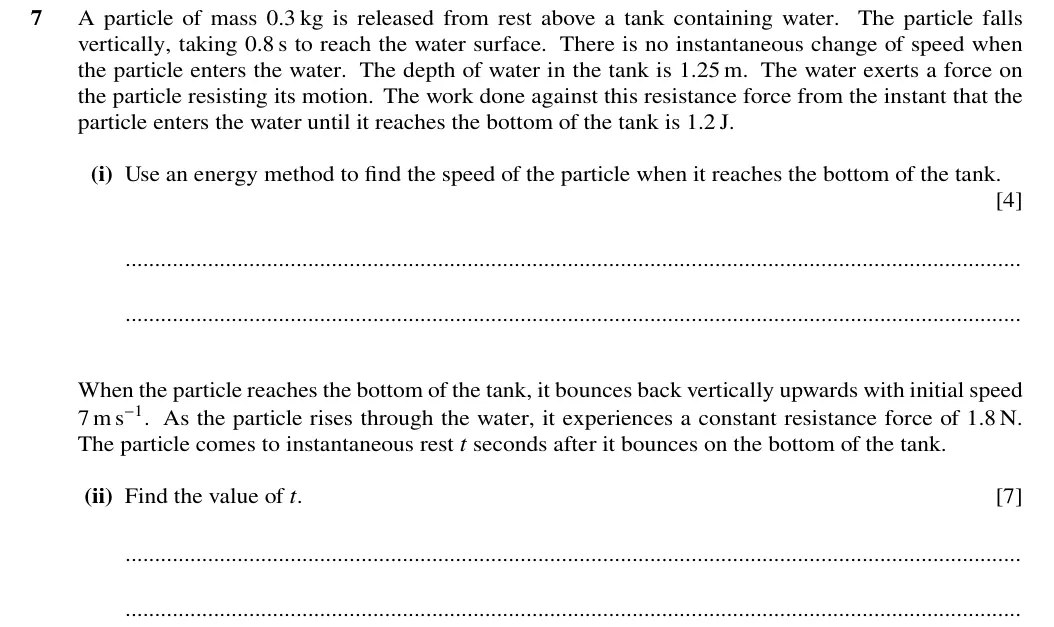 7 A particle of mass 0.3 kg is released from rest above a tank containing water. The particle falls
vertically, taking 0.8 s to reach the water surface. There is no instantaneous change of speed when
the particle enters the water. The depth of water in the tank is 1.25 m. The water exerts a force on
the particle resisting its motion. The work done against this resistance force from the instant that the
particle enters the water until it reaches the bottom of the tank is 1.2 J.
(i) Use an energy method to find the speed of the particle when it reaches the bottom of the tank.
[4]
When the particle reaches the bottom of the tank, it bounces back vertically upwards with initial speed
7 m s⁻¹. As the particle rises through the water, it experiences a constant resistance force of 1.8 N.
The particle comes to instantaneous rest t seconds after it bounces on the bottom of the tank.
(ii) Find the value of t. [7]